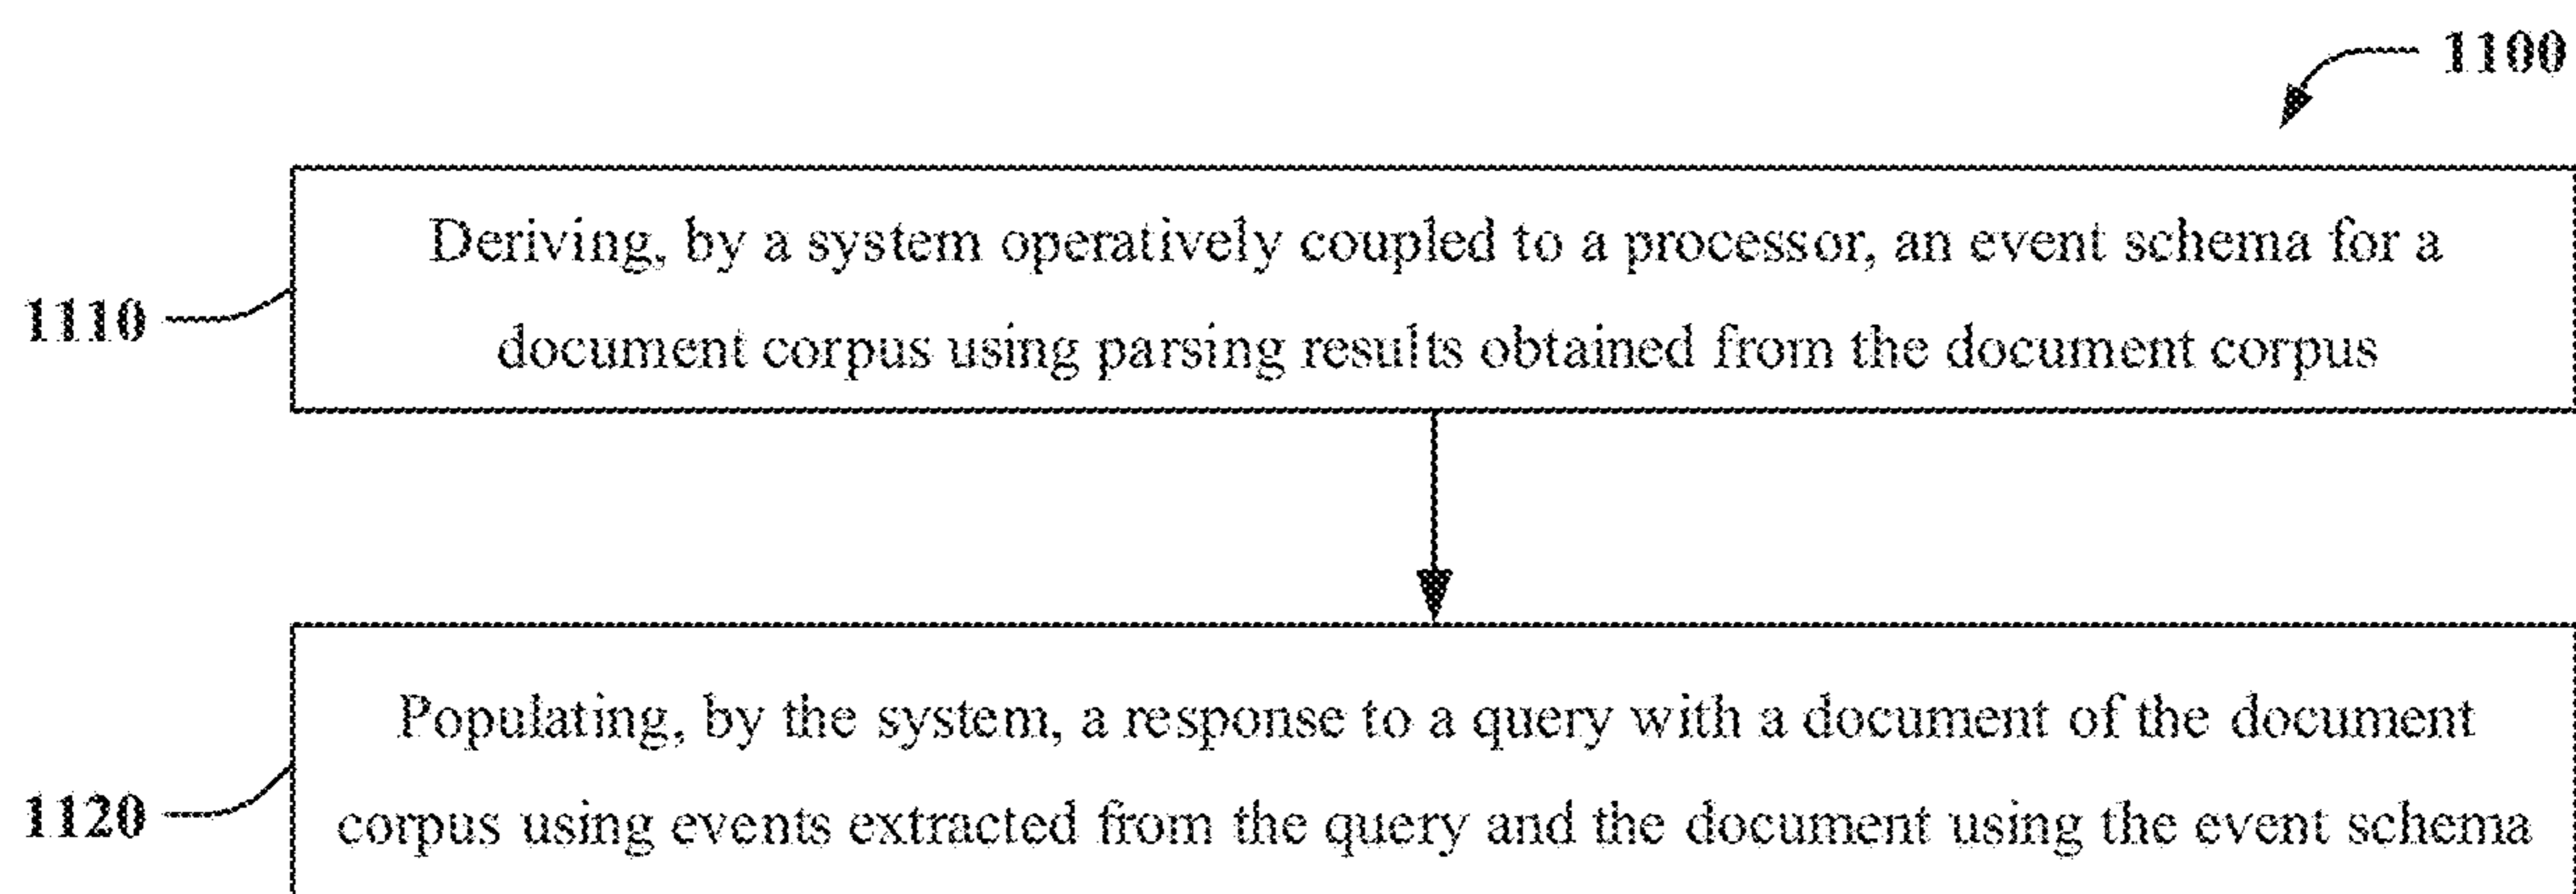 1100
Deriving, by a system operatively coupled to a processor, an event schema for a
1110
document corpus using parsing results obtained from the document corpus
Populating, by the system, a response to a query with a document of the document
1120
corpus using events extracted from the query and the document using the event schema